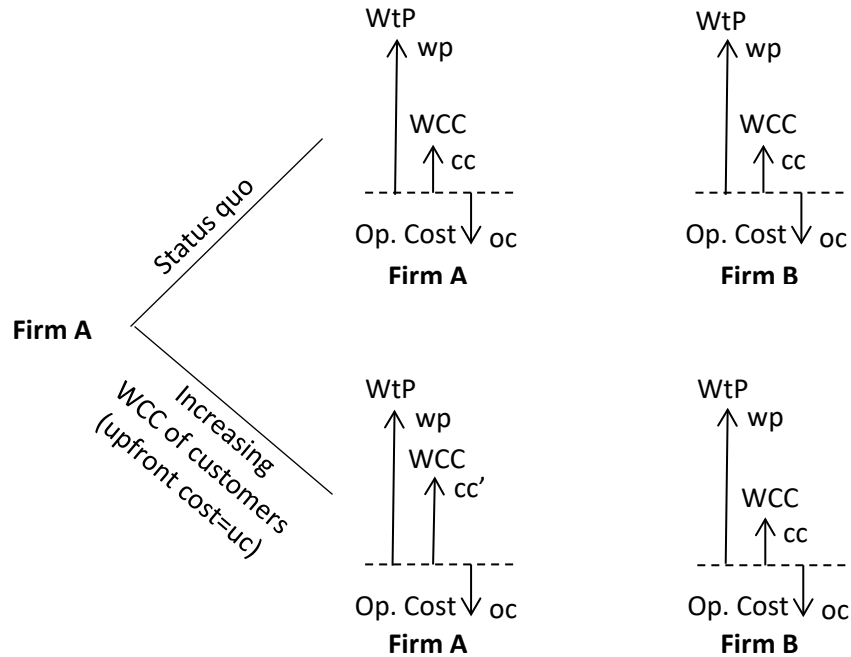 WtP
wp
WCC
cc
Op. Cost
oc
Firm A
WtP
wp
WCC
cc
Op. Cost
oc
Firm B
Status quo
Firm A
Increasing
WCC of customers
(upfront cost=uc)
WtP
wp
WCC
cc’
Op. Cost
oc
Firm A
WtP
wp
WCC
cc
Op. Cost
oc
Firm B